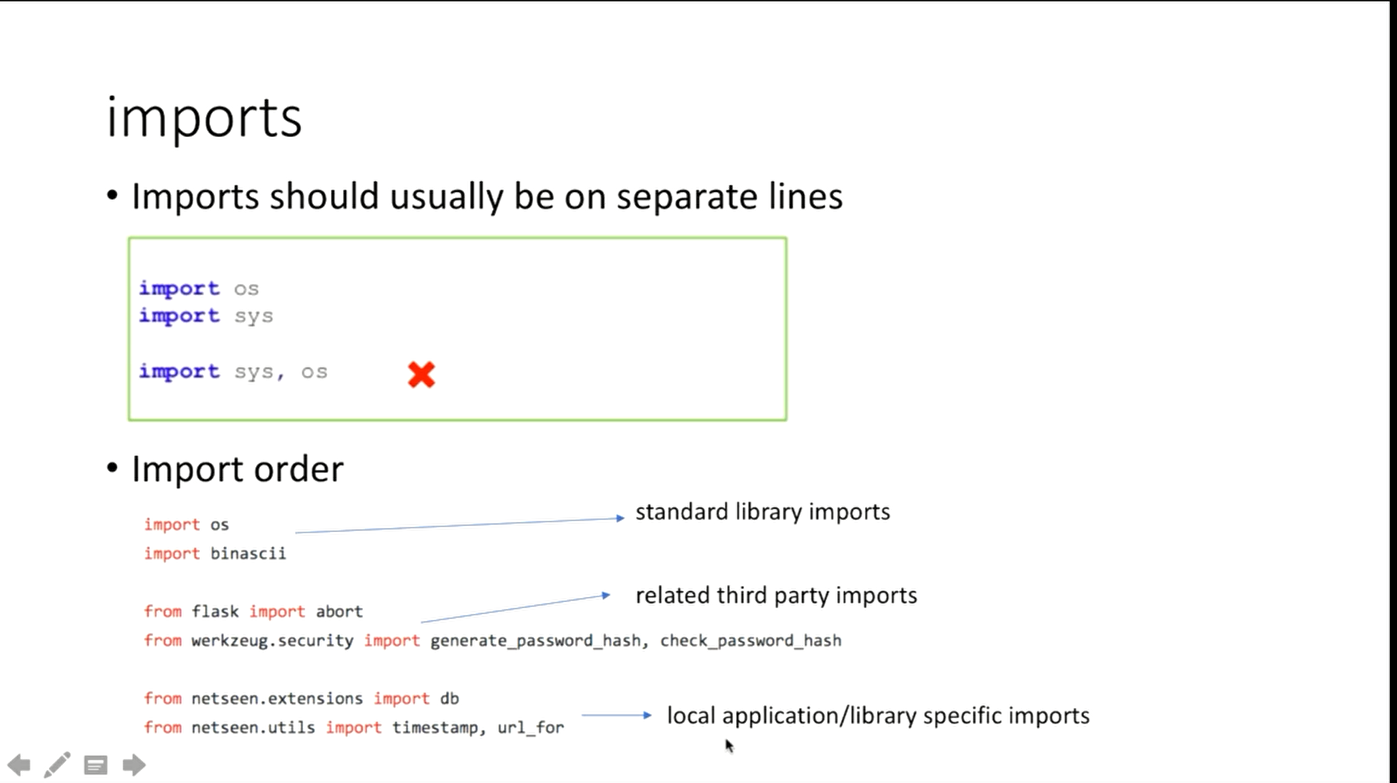 imports
• Imports should usually be on separate lines
import os
import sys
import sys, os
• Import order
import os
import binascii
standard library imports
from flask import abort
from werkzeug.security import generate_password_hash, check_password_hash
related third party imports
from netseen.extensions import db
from netseen.utils import timestamp, url_for
local application/library specific imports